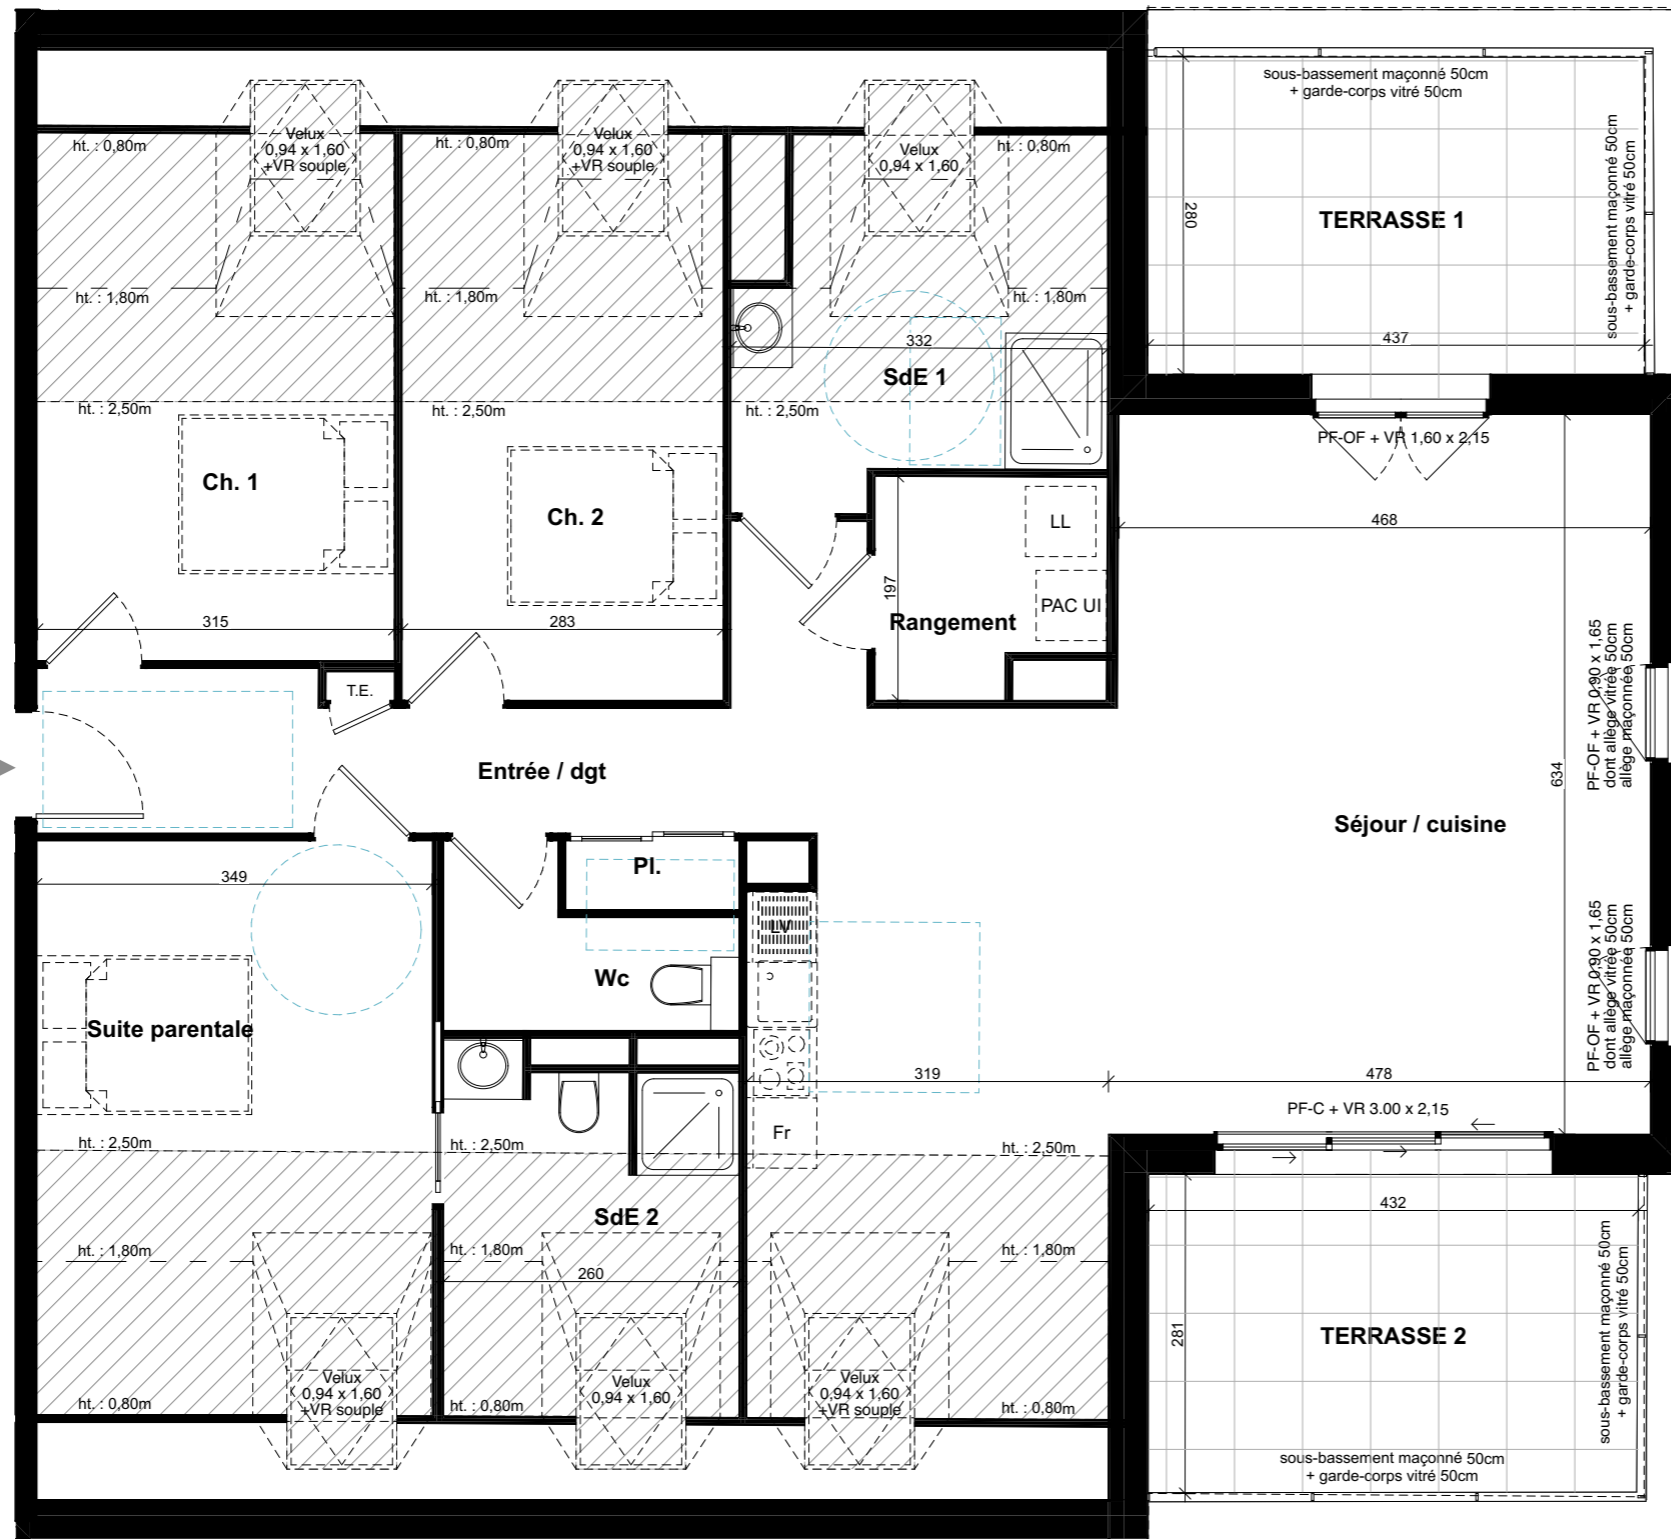 sous-bassement maçonné 50cm
+ garde-corps vitré 50cm
sous-bassement maçonné 50cm
+ garde-corps vitré 50cm
280
TERRASSE 1
437
ht. : 0,80m
Velux
0,94 x 1,60
+VR souple
ht. : 0,80m
Velux
0,94 x 1,60
+VR souple
Velux
0,94 x 1,60
ht. : 0,80m
ht. : 1,80m
ht. : 1,80m
ht. : 1,80m
332
SdE 1
ht. : 2,50m
ht. : 2,50m
ht. : 2,50m
PF-OF + VR 1,60 x 2,15
Ch. 1
Ch. 2
LL
468
197
PAC UI
Rangement
315
283
T.E.
PF-OF + VR 0,90 x 1,65
dont allège vitrée 50cm
allège maçonnée 50cm
634
Entrée / dgt
Séjour / cuisine
349
Pl.
LV
Wc
PF-OF + VR 0,90 x 1,65
dont allège vitrée 50cm
allège maçonnée 50cm
Suite parentale
319
478
PF-C + VR 3.00 x 2,15
Fr
ht. : 2,50m
ht. : 2,50m
ht. : 2,50m
432
SdE 2
ht. : 1,80m
ht. : 1,80m
ht. : 1,80m
260
281
TERRASSE 2
sous-bassement maçonné 50cm
+ garde-corps vitré 50cm
Velux
0,94 x 1,60
+VR souple
Velux
0,94 x 1,60
Velux
0,94 x 1,60
+VR souple
ht. : 0,80m
ht. : 0,80m
ht. : 0,80m
sous-bassement maçonné 50cm
+ garde-corps vitré 50cm